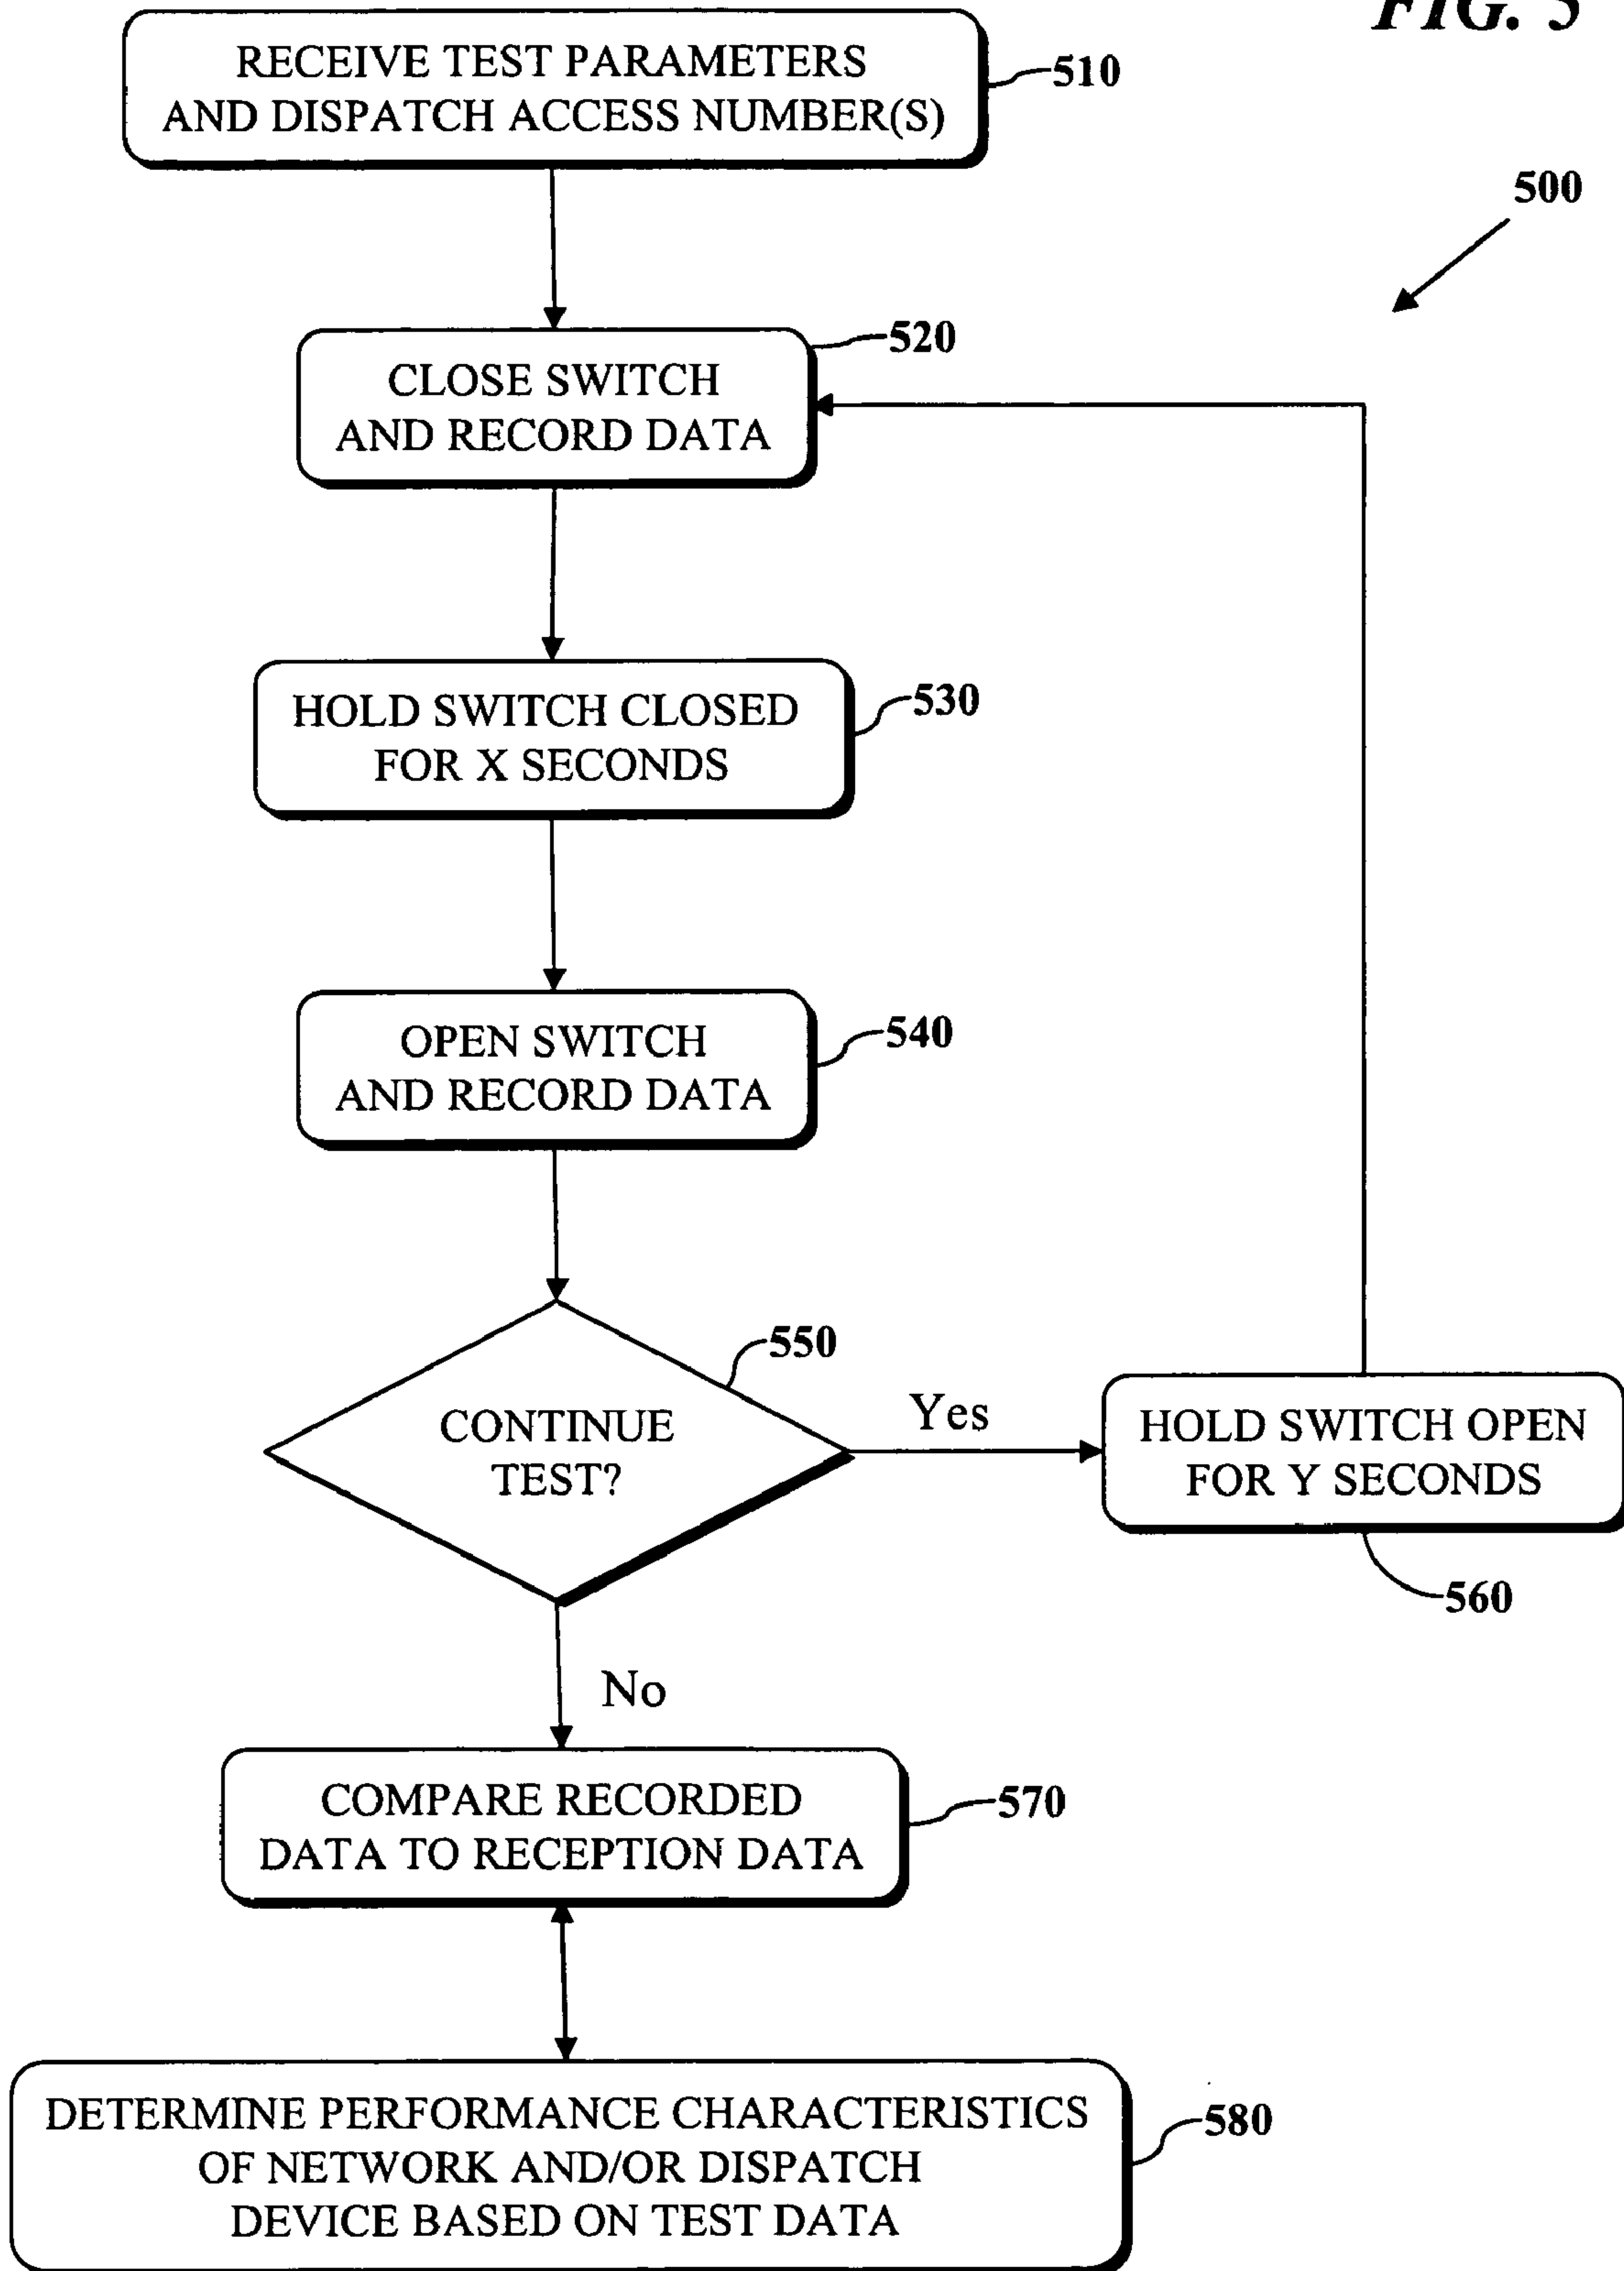 FIG. 5
RECEIVE TEST PARAMETERS
AND DISPATCH ACCESS NUMBER(S)
510
500
520
CLOSE SWITCH
AND RECORD DATA
530
HOLD SWITCH CLOSED
FOR X SECONDS
540
OPEN SWITCH
AND RECORD DATA
550
CONTINUE
TEST?
Yes
HOLD SWITCH OPEN
FOR Y SECONDS
560
No
COMPARE RECORDED
DATA TO RECEPTION DATA
570
DETERMINE PERFORMANCE CHARACTERISTICS
OF NETWORK AND/OR DISPATCH
DEVICE BASED ON TEST DATA
580